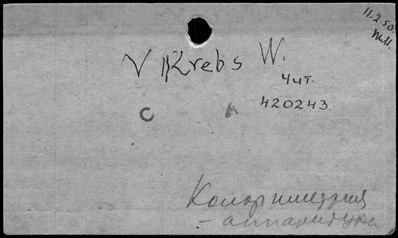 11.2.50.
т.и.
V Krebs W.
Чит.
420243.
C A
Колориметрия
- аппаратура